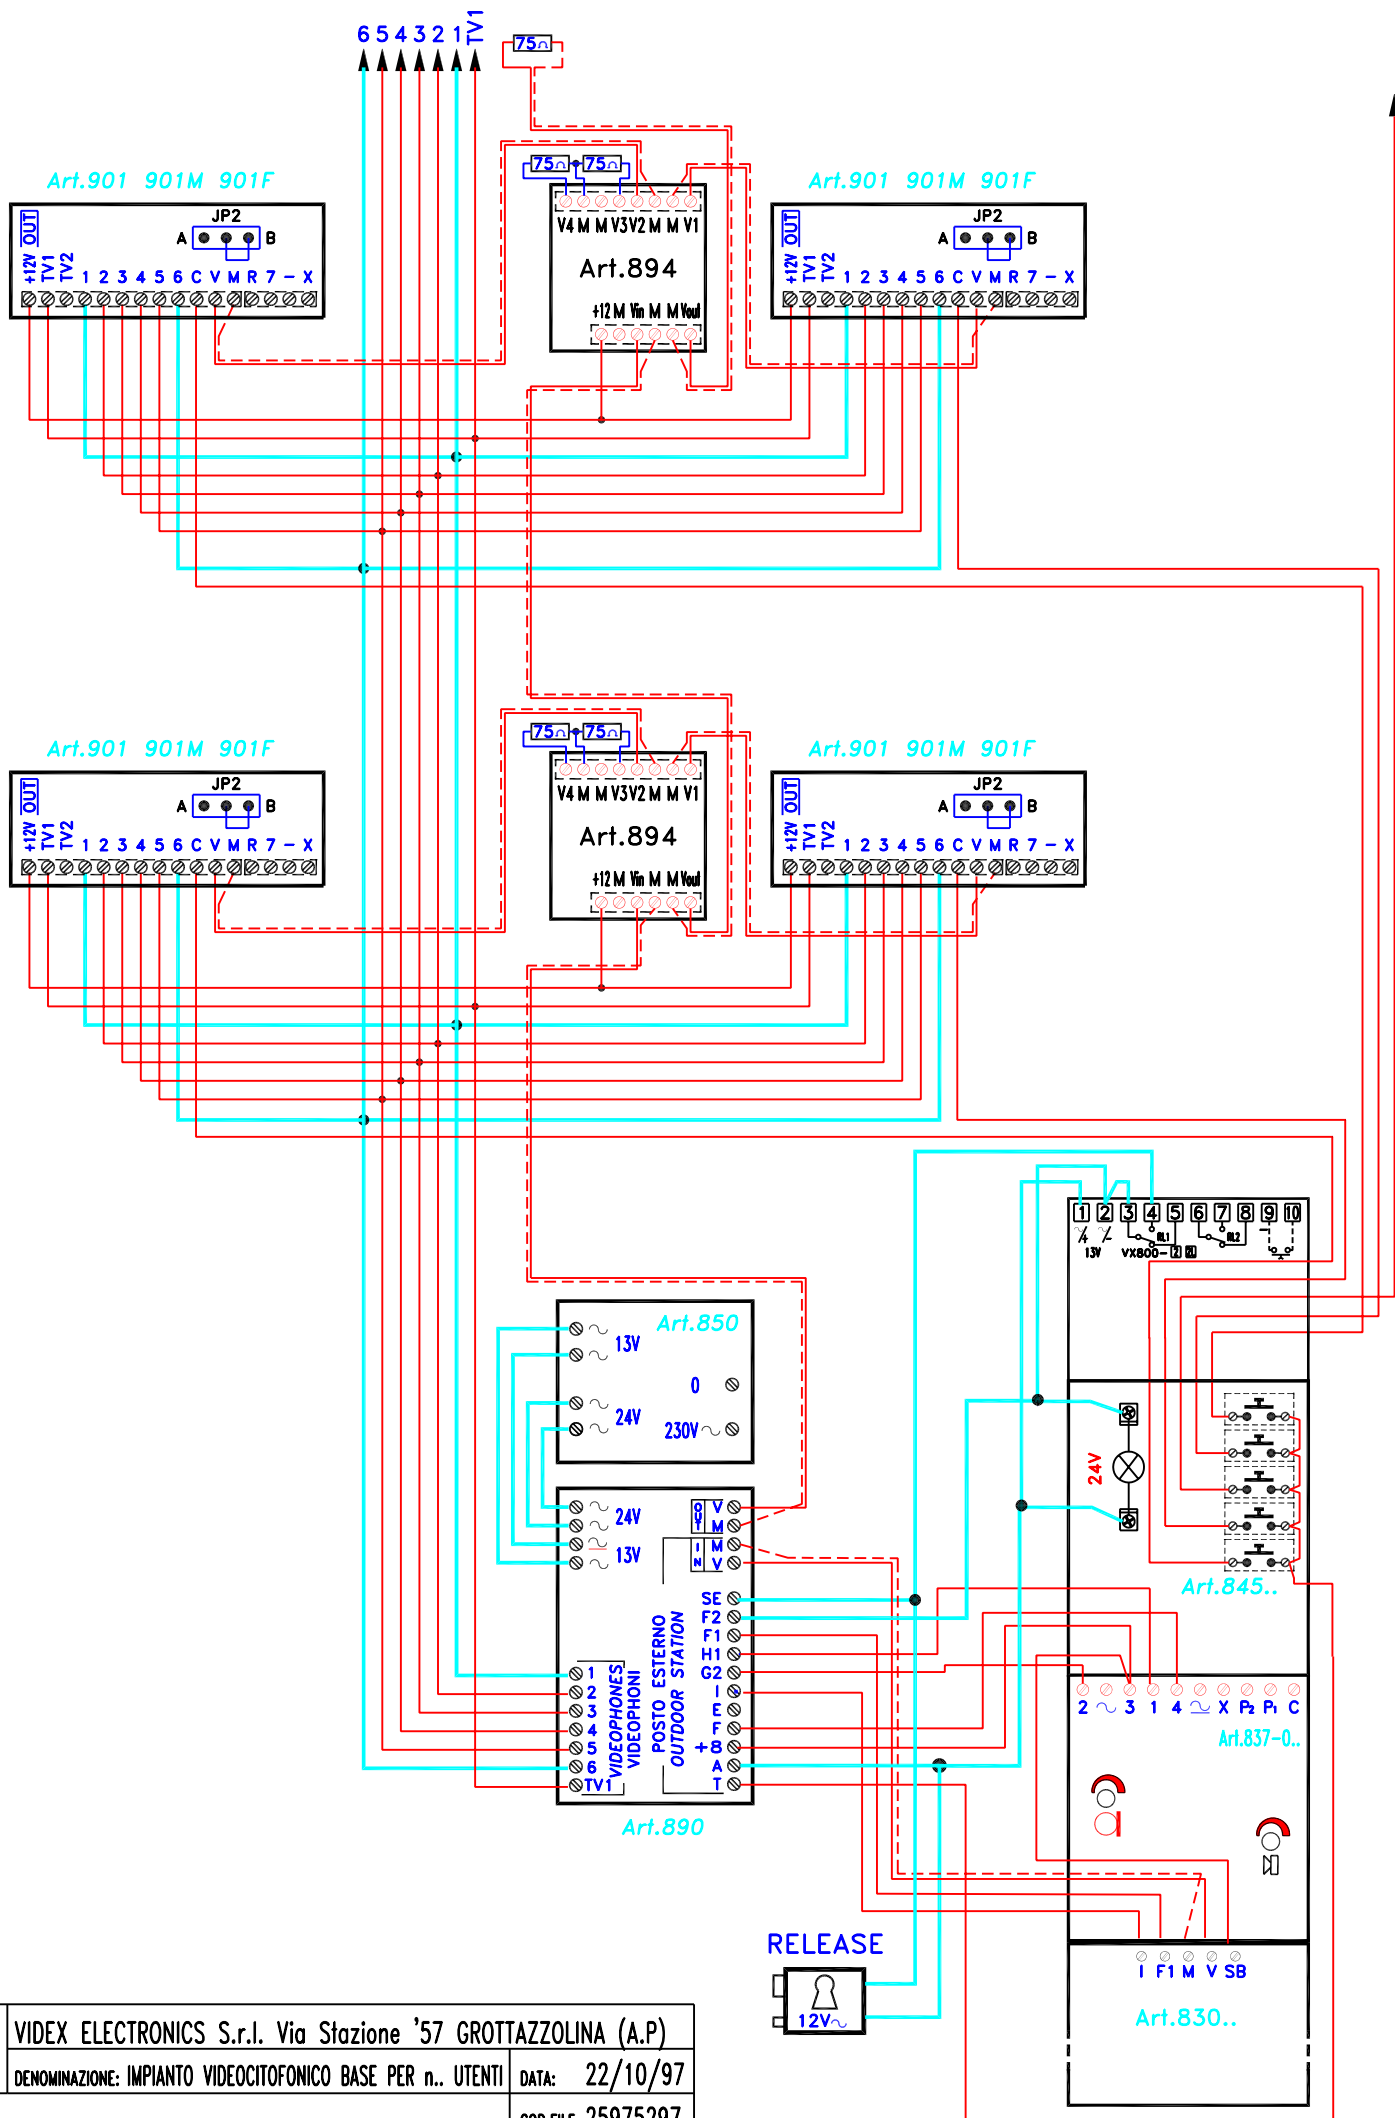 6 5 4 3 2 1 TV1
75Ω
Art.901 901M 901F
OUT
JP2
A B
+12V TV1 TV2 1 2 3 4 5 6 C V M R 7 - X
75Ω 75Ω
V4 M M V3 V2 M M V1
Art.894
+12 M Vin M M Vout
Art.901 901M 901F
OUT
JP2
A B
+12V TV1 TV2 1 2 3 4 5 6 C V M R 7 - X
Art.901 901M 901F
OUT
JP2
A B
+12V TV1 TV2 1 2 3 4 5 6 C V M R 7 - X
75Ω 75Ω
V4 M M V3 V2 M M V1
Art.894
+12 M Vin M M Vout
Art.901 901M 901F
OUT
JP2
A B
+12V TV1 TV2 1 2 3 4 5 6 C V M R 7 - X
1 2 3 4 5 6 7 8 9 10
RL1 RL2
13V
VX800-2 2L
Art.850
13V
0
24V
230V
24V
Art.845..
24V
13V
OUT
V
M
IN
M
V
SE
F2
F1
H1
G2
I
E
F
+8
A
T
POSTO ESTERNO
OUTDOOR STATION
1
2
3
4
5
6
TV1
VIDEOPHONES
VIDEOPHONI
Art.890
2 3 1 4 X P2 P1 C
Art.837-0..
RELEASE
12V
I F1 M V SB
Art.830..
VIDEX ELECTRONICS S.r.l. Via Stazione '57 GROTTAZZOLINA (A.P)
DENOMINAZIONE: IMPIANTO VIDEOCITOFONICO BASE PER n.. UTENTI
DATA: 22/10/97
COD.FILE 25975297